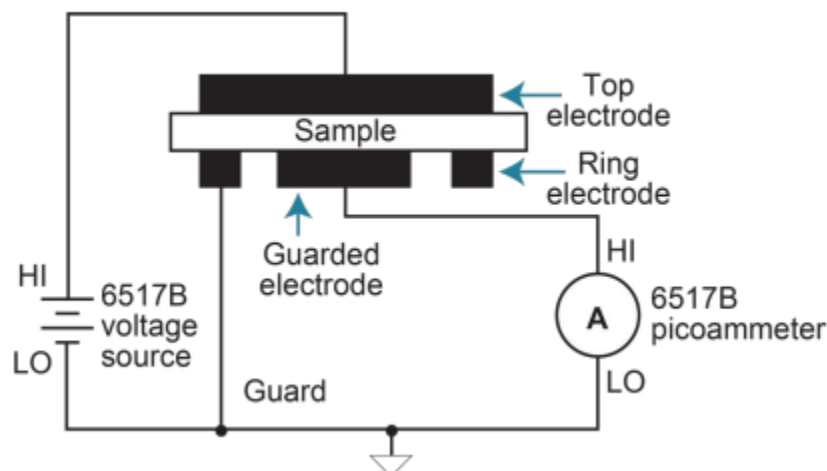 Top
electrode
Sample
Ring
electrode
Guarded
electrode
HI
6517B
voltage
source
LO
Guard
HI
A
6517B
picoammeter
LO